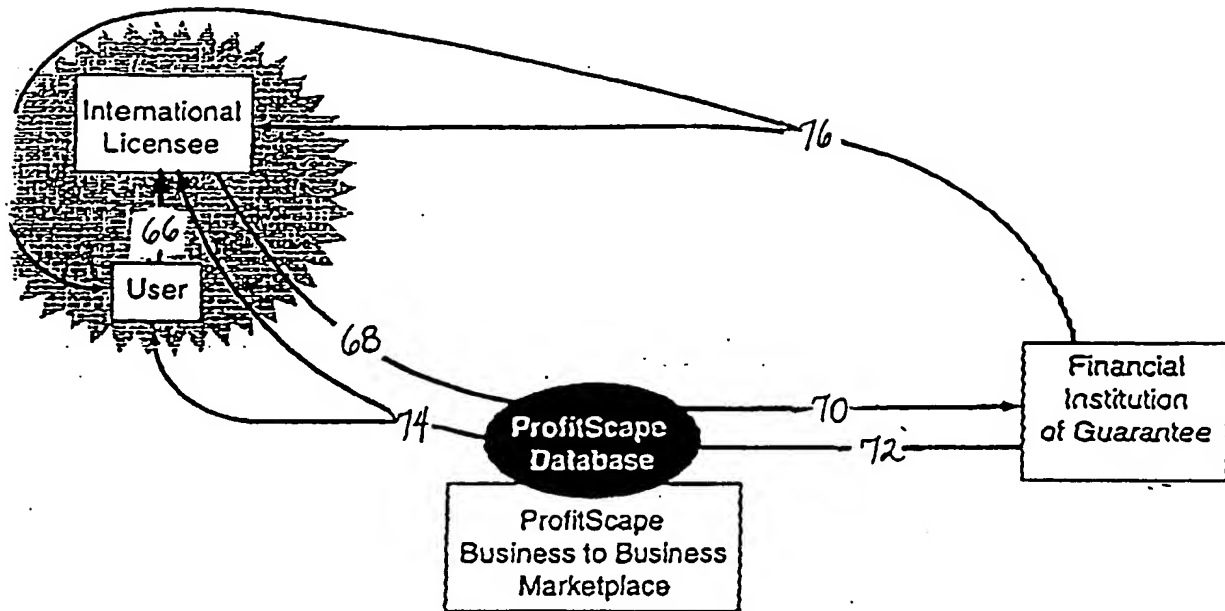 International
Licensee
76
66
User
68
Financial
Institution
of Guarantee
70
74
ProfitScape
Database
72
ProfitScape
Business to Business
Marketplace